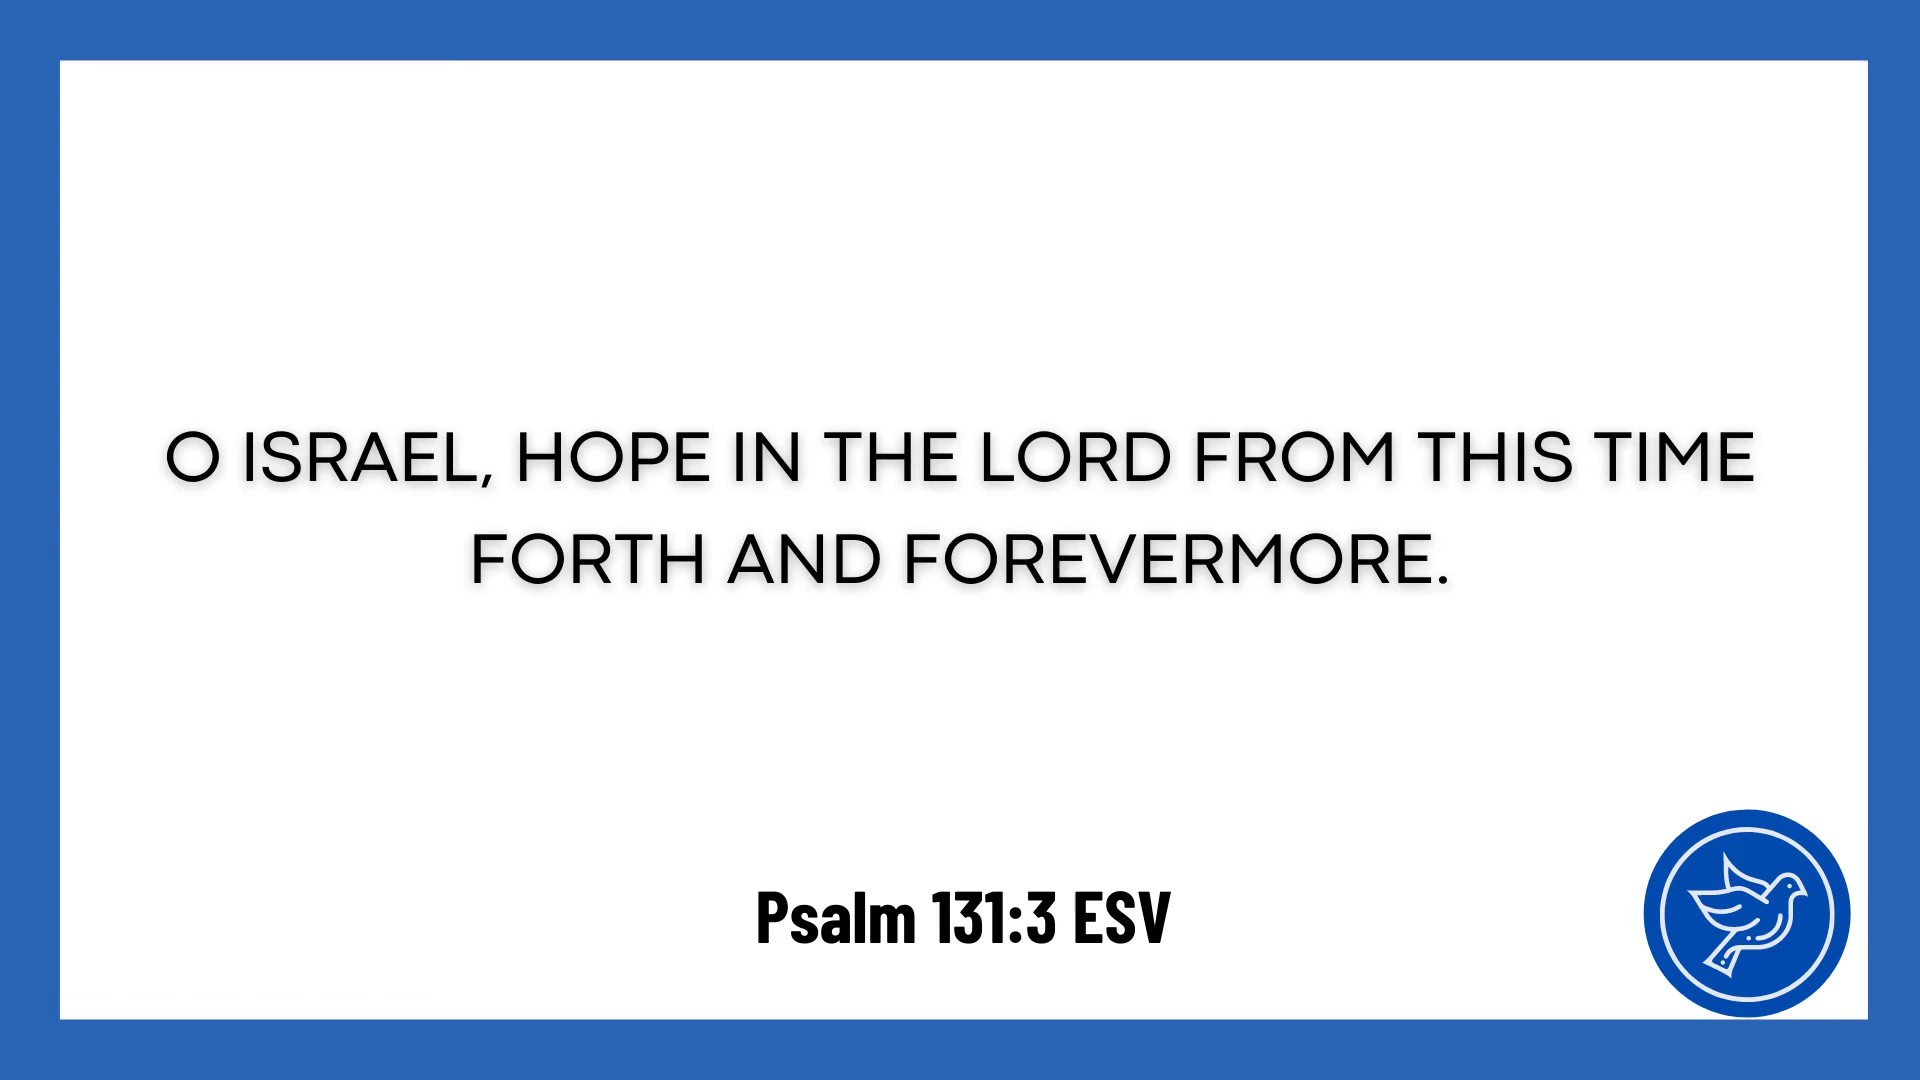 O ISRAEL, HOPE IN THE LORD FROM THIS TIME
FORTH AND FOREVERMORE.
Psalm 131:3 ESV